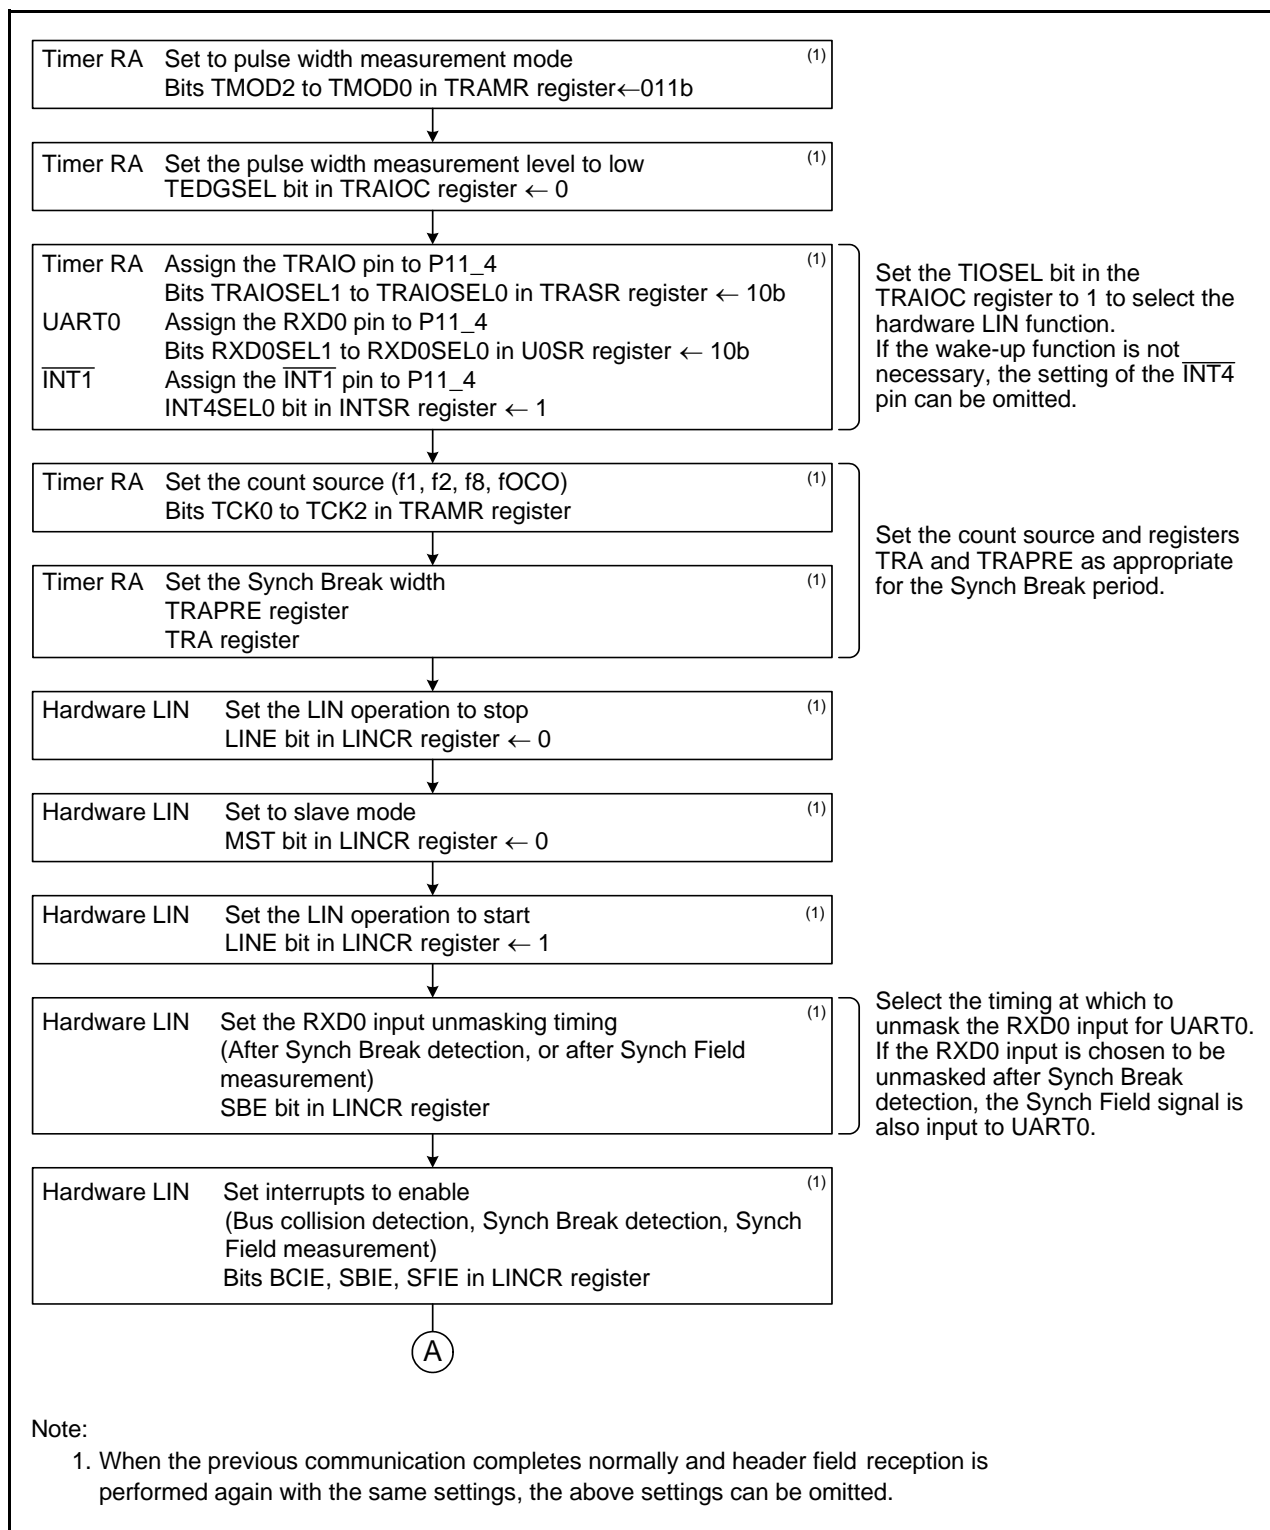 Timer RA Set to pulse width measurement mode (1)
Bits TMOD2 to TMOD0 in TRAMR register←011b
Timer RA Set the pulse width measurement level to low (1)
TEDGSEL bit in TRAIOC register ← 0
Timer RA Assign the TRAIO pin to P11_4 (1)
Bits TRAIOSEL1 to TRAIOSEL0 in TRASR register ← 10b
UART0 Assign the RXD0 pin to P11_4
Bits RXD0SEL1 to RXD0SEL0 in U0SR register ← 10b
INT1 Assign the INT1 pin to P11_4
INT4SEL0 bit in INTSR register ← 1
Set the TIOSEL bit in the
TRAIOC register to 1 to select the
hardware LIN function.
If the wake-up function is not
necessary, the setting of the INT4
pin can be omitted.
Timer RA Set the count source (f1, f2, f8, fOCO) (1)
Bits TCK0 to TCK2 in TRAMR register
Timer RA Set the Synch Break width (1)
TRAPRE register
TRA register
Set the count source and registers
TRA and TRAPRE as appropriate
for the Synch Break period.
Hardware LIN Set the LIN operation to stop (1)
LINE bit in LINCR register ← 0
Hardware LIN Set to slave mode (1)
MST bit in LINCR register ← 0
Hardware LIN Set the LIN operation to start (1)
LINE bit in LINCR register ← 1
Hardware LIN Set the RXD0 input unmasking timing (1)
(After Synch Break detection, or after Synch Field
measurement)
SBE bit in LINCR register
Select the timing at which to
unmask the RXD0 input for UART0.
If the RXD0 input is chosen to be
unmasked after Synch Break
detection, the Synch Field signal is
also input to UART0.
Hardware LIN Set interrupts to enable (1)
(Bus collision detection, Synch Break detection, Synch
Field measurement)
Bits BCIE, SBIE, SFIE in LINCR register
A
Note:
1. When the previous communication completes normally and header field reception is
performed again with the same settings, the above settings can be omitted.